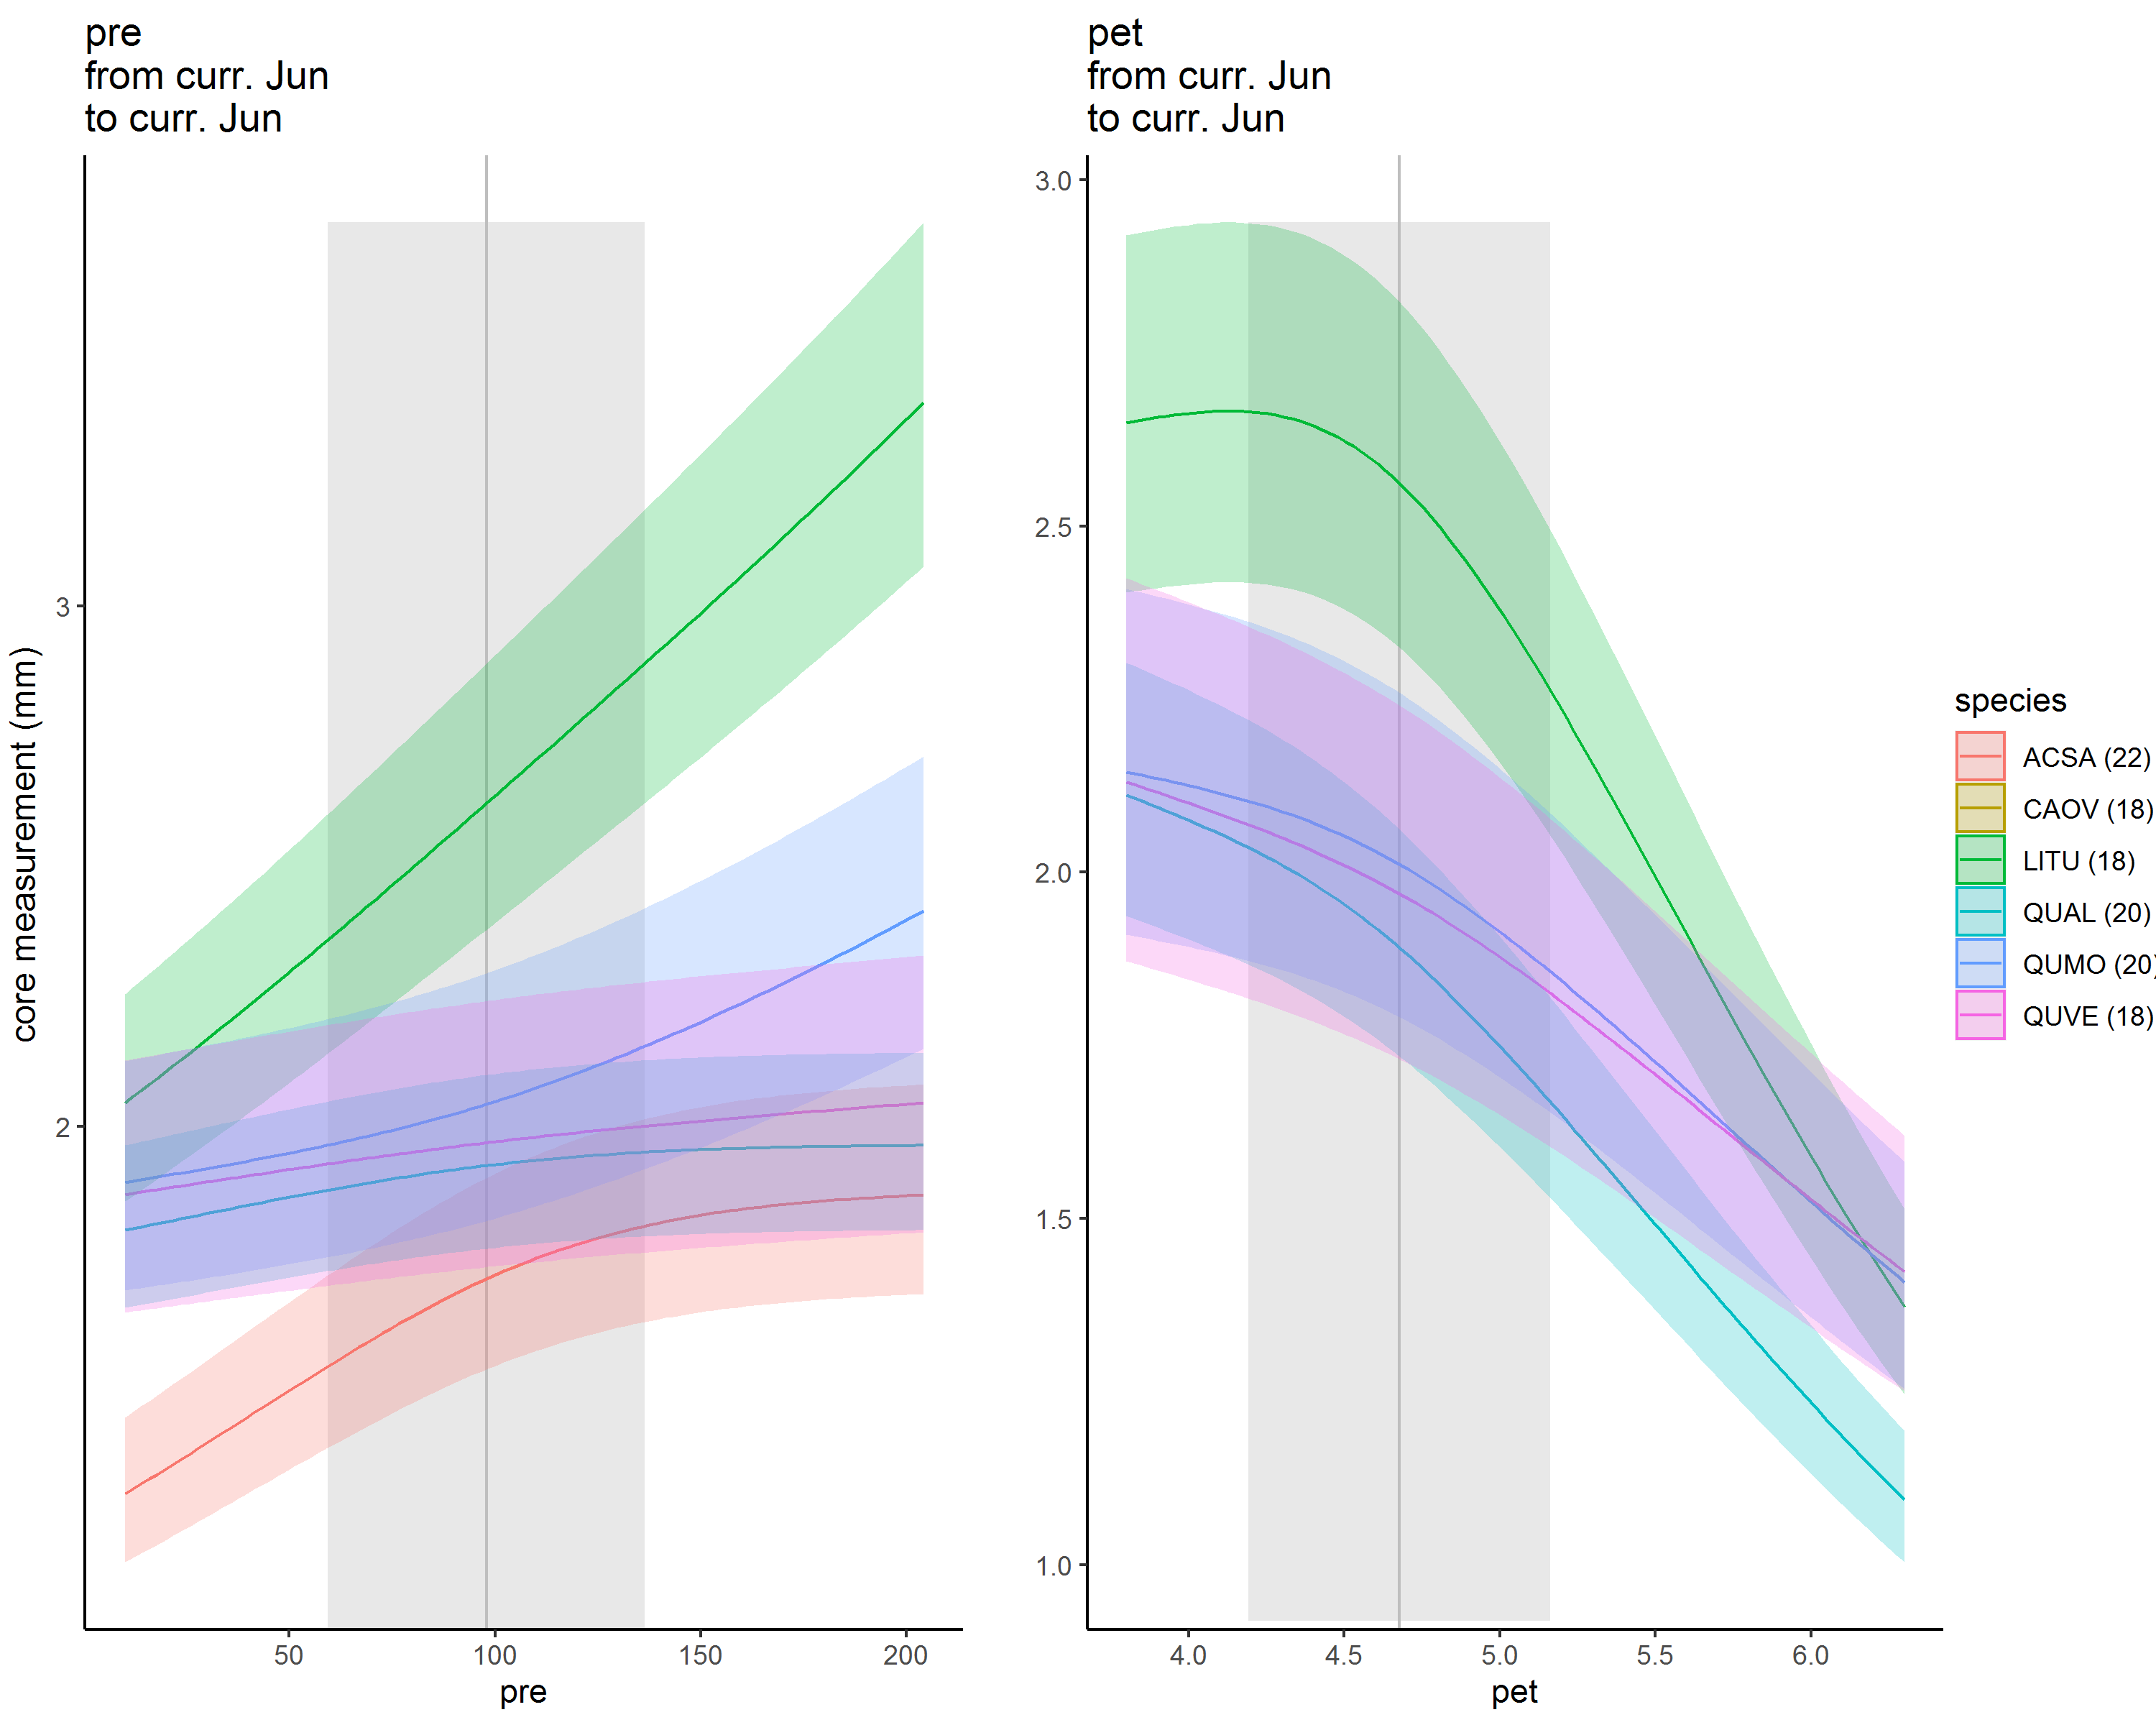 pre
from curr. Jun
to curr. Jun
pet
from curr. Jun
to curr. Jun
core measurement (mm)
3
2
50
100
150
200
pre
3.0
2.5
2.0
1.5
1.0
4.0
4.5
5.0
5.5
6.0
pet
species
ACSA (22)
CAOV (18)
LITU (18)
QUAL (20)
QUMO (20)
QUVE (18)